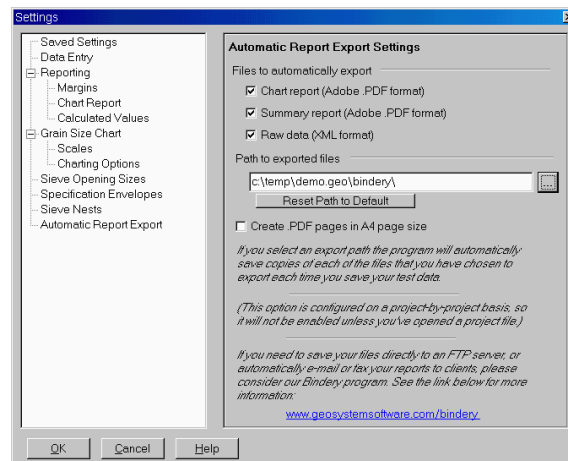 Settings
Saved Settings
Data Entry
Reporting
Margins
Chart Report
Calculated Values
Grain Size Chart
Scales
Charting Options
Sieve Opening Sizes
Specification Envelopes
Sieve Nests
Automatic Report Export
Automatic Report Export Settings
Files to automatically export
Chart report (Adobe .PDF format)
Summary report (Adobe .PDF format)
Raw data (XML format)
Path to exported files
c:\temp\demo.geo\bindery\
...
Reset Path to Default
Create .PDF pages in A4 page size
If you select an export path the program will automatically
save copies of each of the files that you have chosen to
export each time you save your test data.
(This option is configured on a project-by-project basis, so
it will not be enabled unless you've opened a project file.)
If you need to save your files directly to an FTP server, or
automatically e-mail or fax your reports to clients, please
consider our Bindery program. See the link below for more
information:
www.geosystemsoftware.com/bindery
OK
Cancel
Help